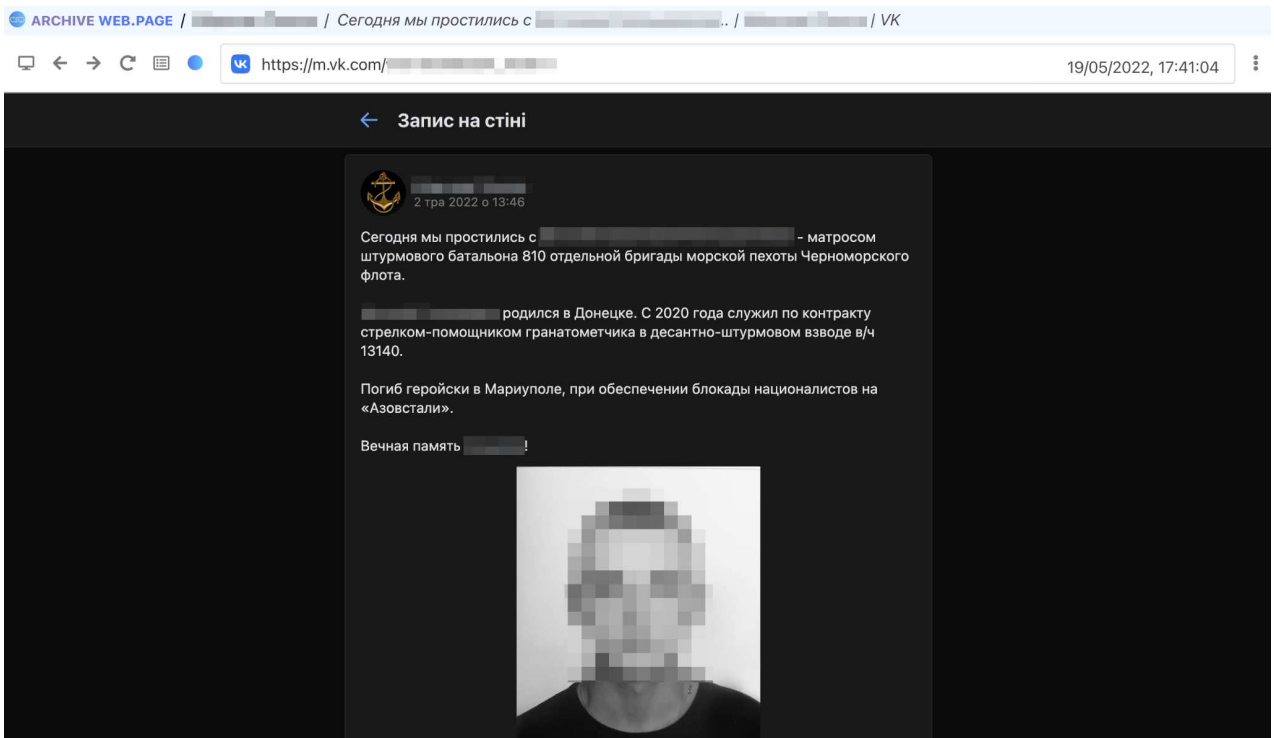 ARCHIVE WEB.PAGE / / Сегодня мы простились с .. / / VK
https://m.vk.com/
19/05/2022, 17:41:04
Запис на стіні
2 тра 2022 о 13:46
Сегодня мы простились с - матросом
штурмового батальона 810 отдельной бригады морской пехоты Черноморского
флота.
родился в Донецке. С 2020 года служил по контракту
стрелком-помощником гранатометчика в десантно-штурмовом взводе в/ч
13140.
Погиб геройски в Мариуполе, при обеспечении блокады националистов на
«Азовстали».
Вечная память !